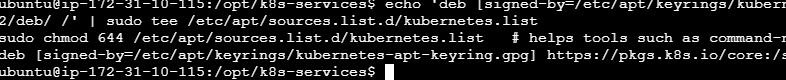 ubuntu@ip-172-31-10-115:/opt/k8s-services$ echo 'deb [signed-by=/etc/apt/keyrings/kubernetes
2/deb/ /' | sudo tee /etc/apt/sources.list.d/kubernetes.list
sudo chmod 644 /etc/apt/sources.list.d/kubernetes.list   # helps tools such as command-n
deb [signed-by=/etc/apt/keyrings/kubernetes-apt-keyring.gpg] https://pkgs.k8s.io/core:/s
ubuntu@ip-172-31-10-115:/opt/k8s-services$